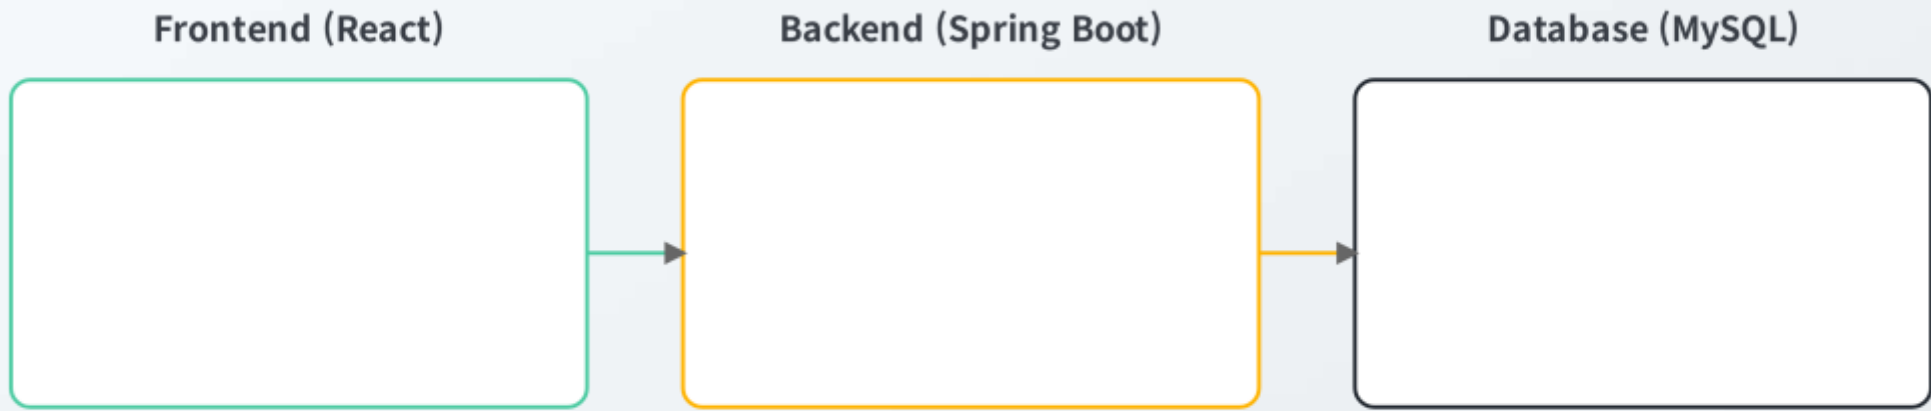 Frontend (React)
Backend (Spring Boot)
Database (MySQL)